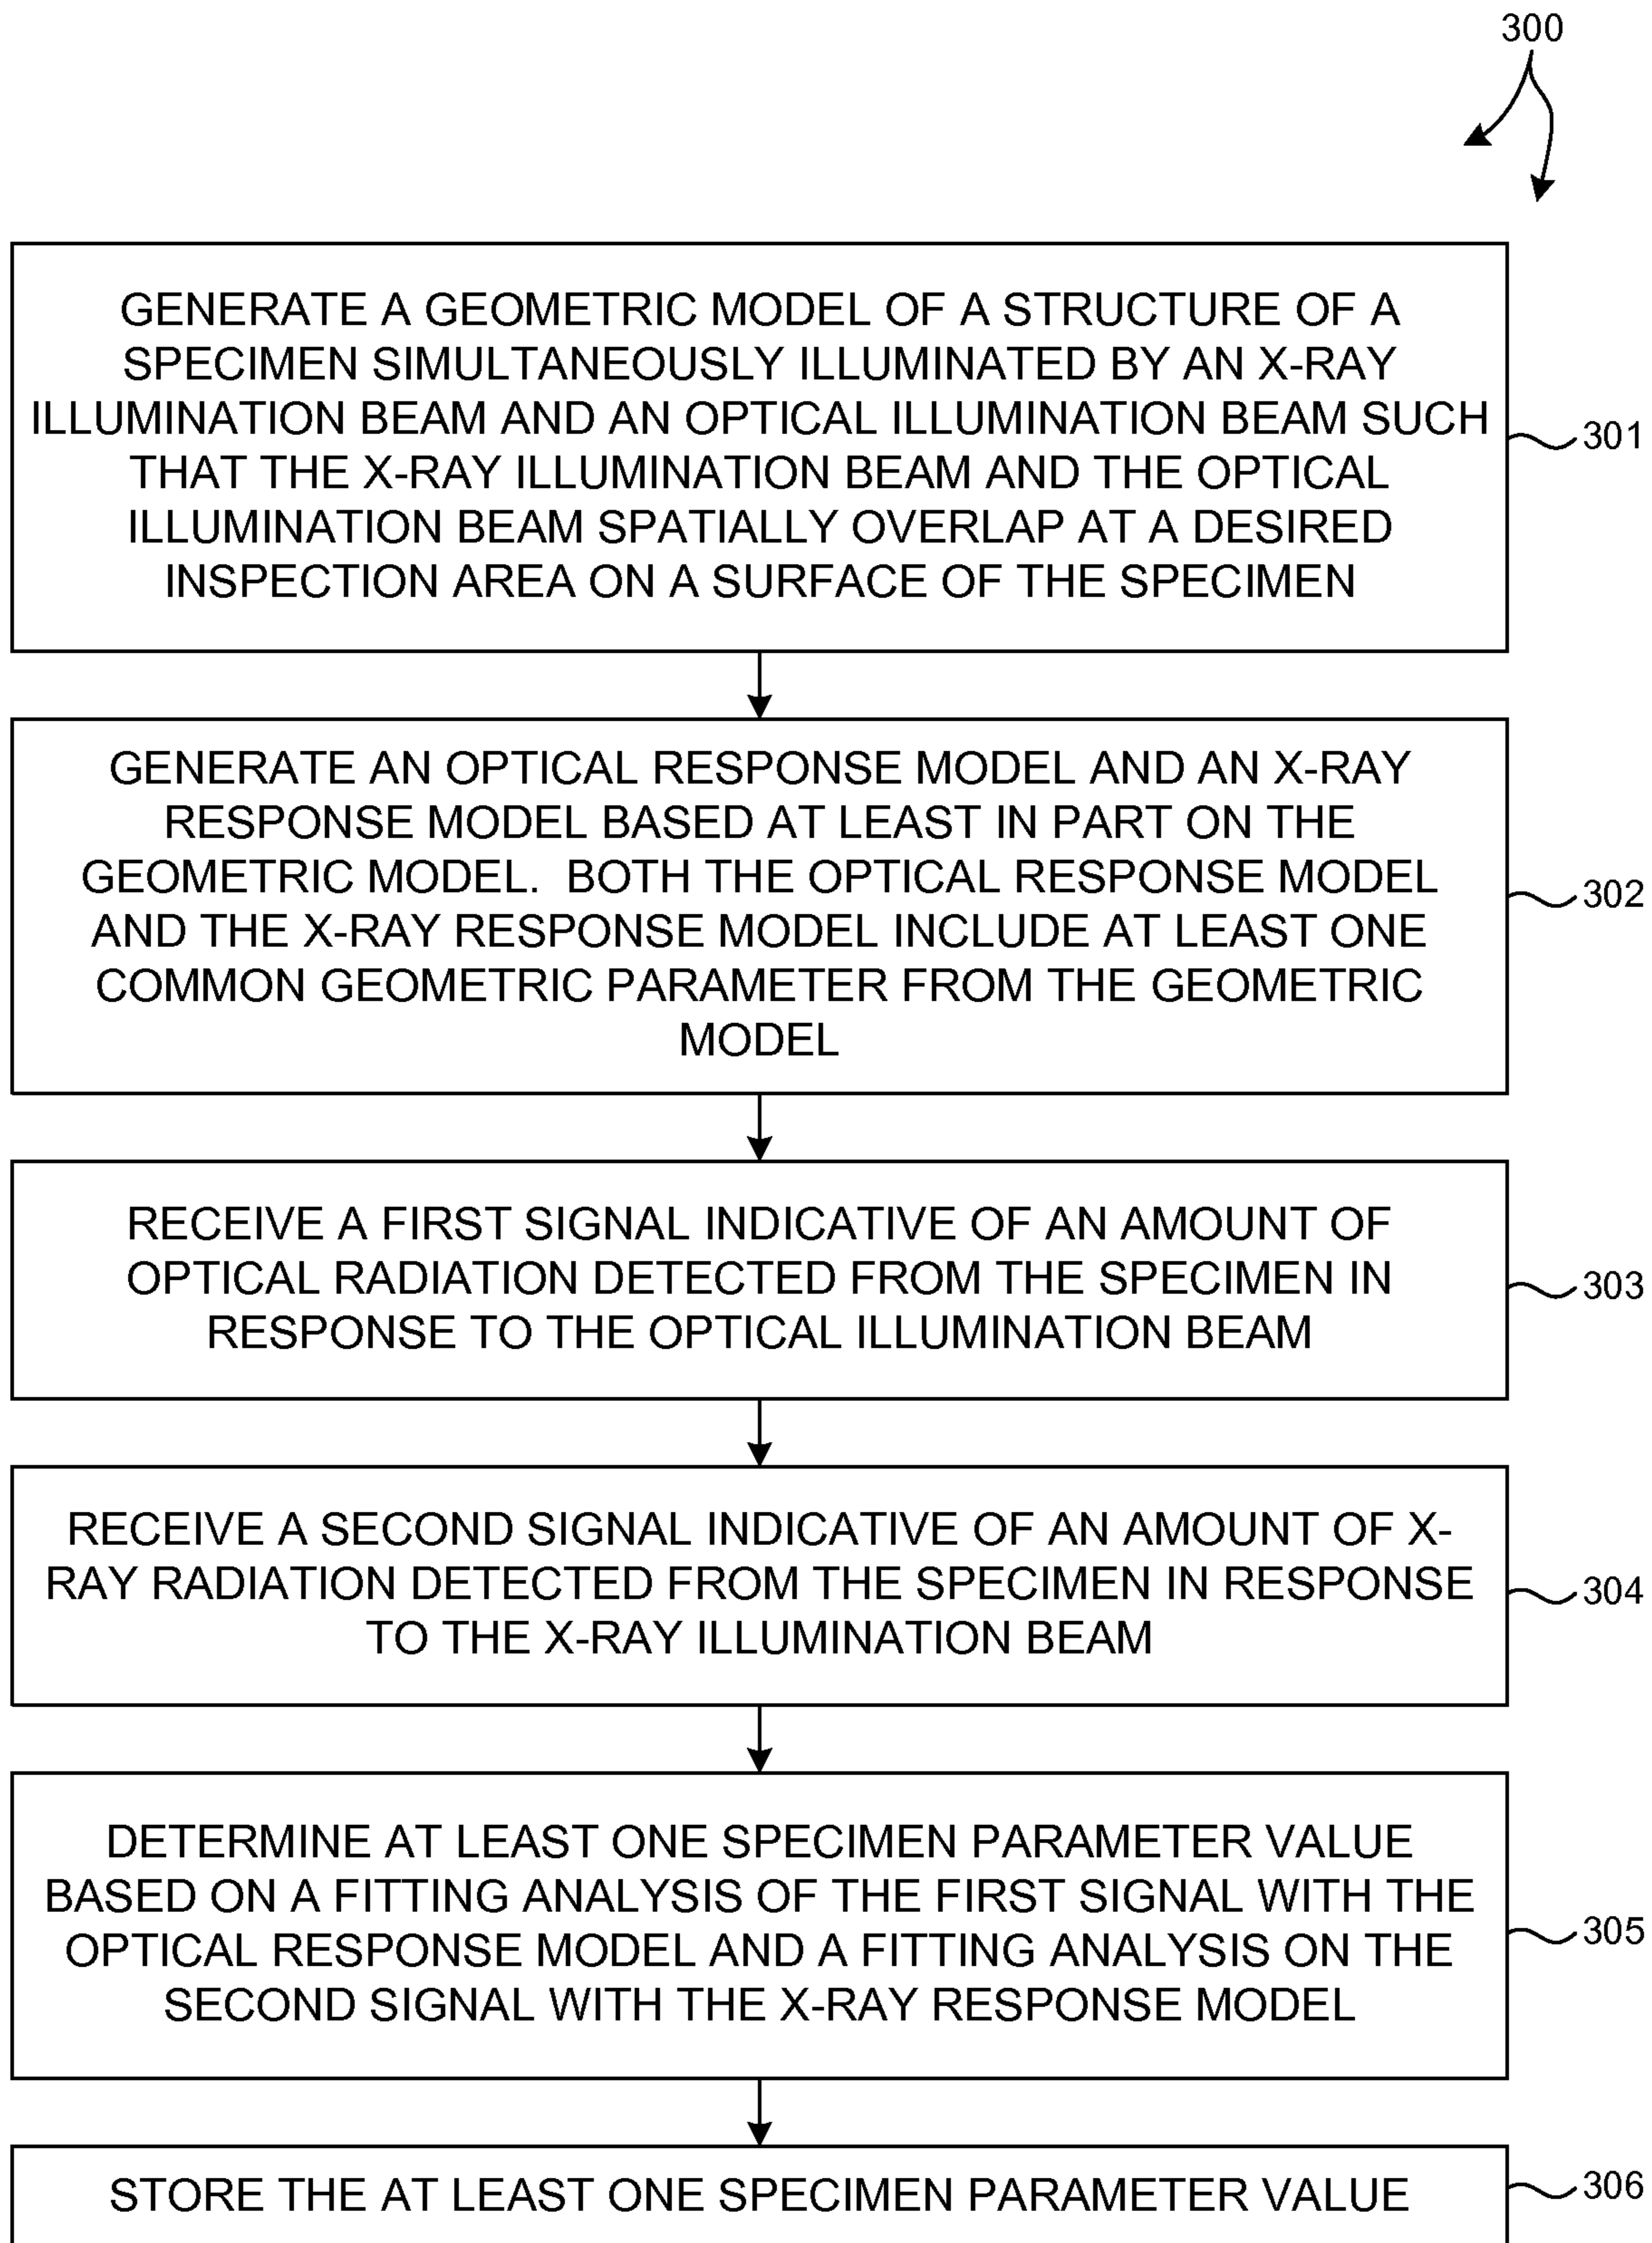 300
GENERATE A GEOMETRIC MODEL OF A STRUCTURE OF A
SPECIMEN SIMULTANEOUSLY ILLUMINATED BY AN X-RAY
ILLUMINATION BEAM AND AN OPTICAL ILLUMINATION BEAM SUCH
THAT THE X-RAY ILLUMINATION BEAM AND THE OPTICAL
ILLUMINATION BEAM SPATIALLY OVERLAP AT A DESIRED
INSPECTION AREA ON A SURFACE OF THE SPECIMEN
301
GENERATE AN OPTICAL RESPONSE MODEL AND AN X-RAY
RESPONSE MODEL BASED AT LEAST IN PART ON THE
GEOMETRIC MODEL.  BOTH THE OPTICAL RESPONSE MODEL
AND THE X-RAY RESPONSE MODEL INCLUDE AT LEAST ONE
COMMON GEOMETRIC PARAMETER FROM THE GEOMETRIC
MODEL
302
RECEIVE A FIRST SIGNAL INDICATIVE OF AN AMOUNT OF
OPTICAL RADIATION DETECTED FROM THE SPECIMEN IN
RESPONSE TO THE OPTICAL ILLUMINATION BEAM
303
RECEIVE A SECOND SIGNAL INDICATIVE OF AN AMOUNT OF X-
RAY RADIATION DETECTED FROM THE SPECIMEN IN RESPONSE
TO THE X-RAY ILLUMINATION BEAM
304
DETERMINE AT LEAST ONE SPECIMEN PARAMETER VALUE
BASED ON A FITTING ANALYSIS OF THE FIRST SIGNAL WITH THE
OPTICAL RESPONSE MODEL AND A FITTING ANALYSIS ON THE
SECOND SIGNAL WITH THE X-RAY RESPONSE MODEL
305
STORE THE AT LEAST ONE SPECIMEN PARAMETER VALUE
306